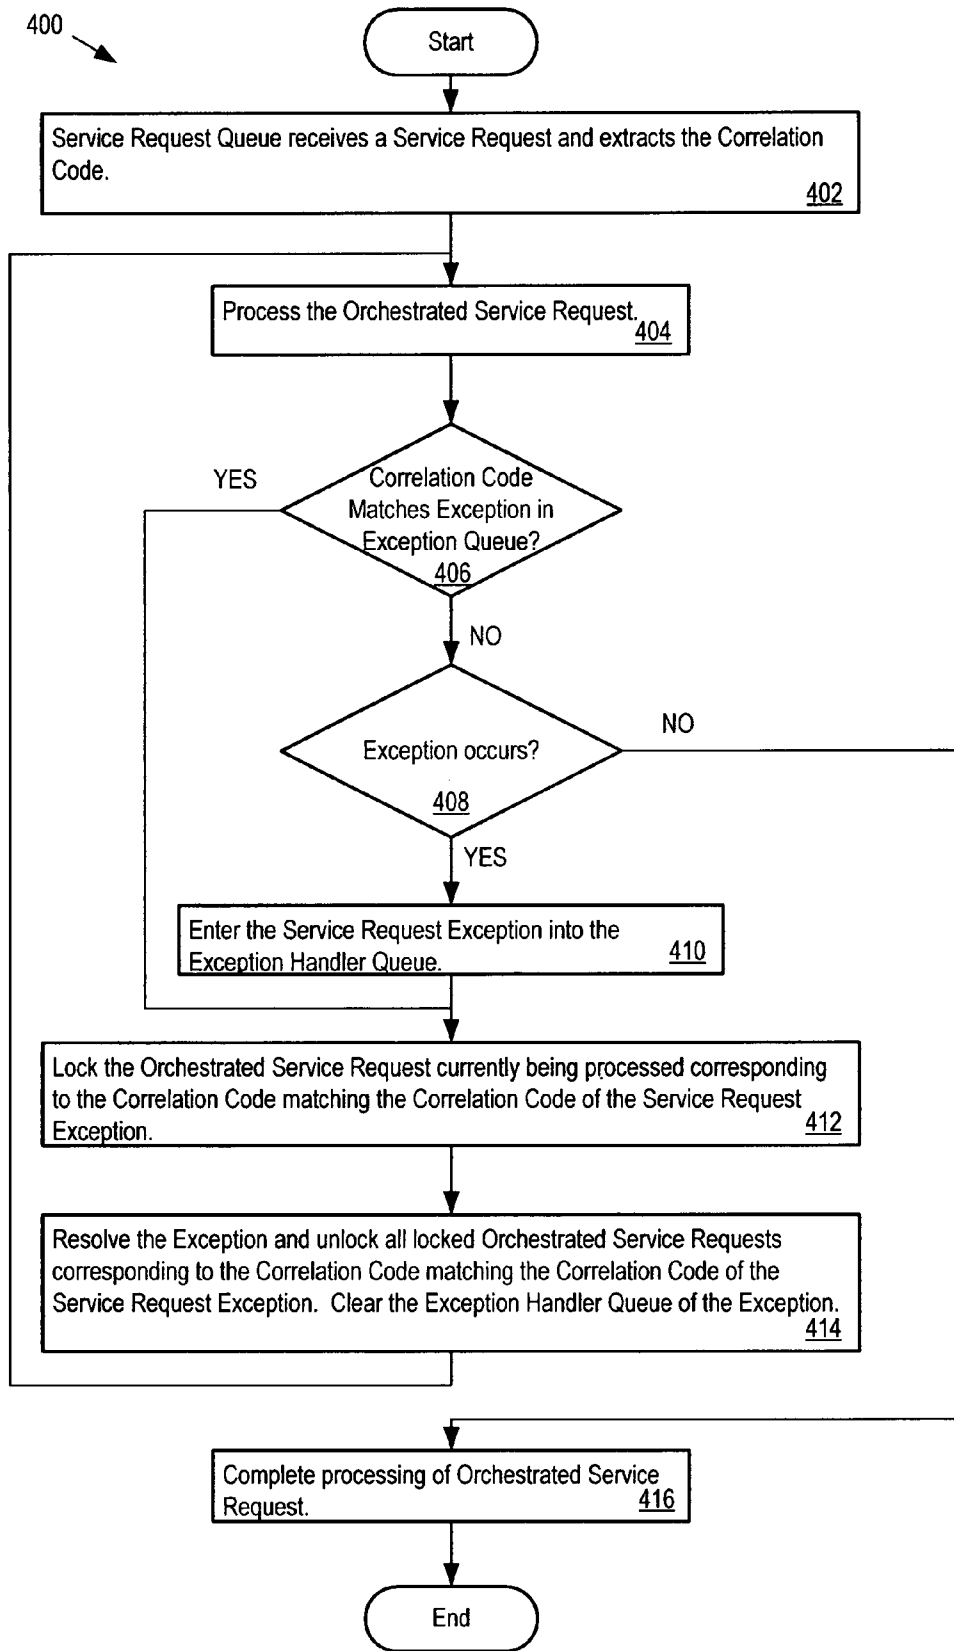 400
Start
Service Request Queue receives a Service Request and extracts the Correlation
Code.
402
Process the Orchestrated Service Request.
404
YES
Correlation Code
Matches Exception in
Exception Queue?
406
NO
NO
Exception occurs?
408
YES
Enter the Service Request Exception into the
Exception Handler Queue.
410
Lock the Orchestrated Service Request currently being processed corresponding
to the Correlation Code matching the Correlation Code of the Service Request
Exception.
412
Resolve the Exception and unlock all locked Orchestrated Service Requests
corresponding to the Correlation Code matching the Correlation Code of the
Service Request Exception.  Clear the Exception Handler Queue of the Exception.
414
Complete processing of Orchestrated Service
Request.
416
End